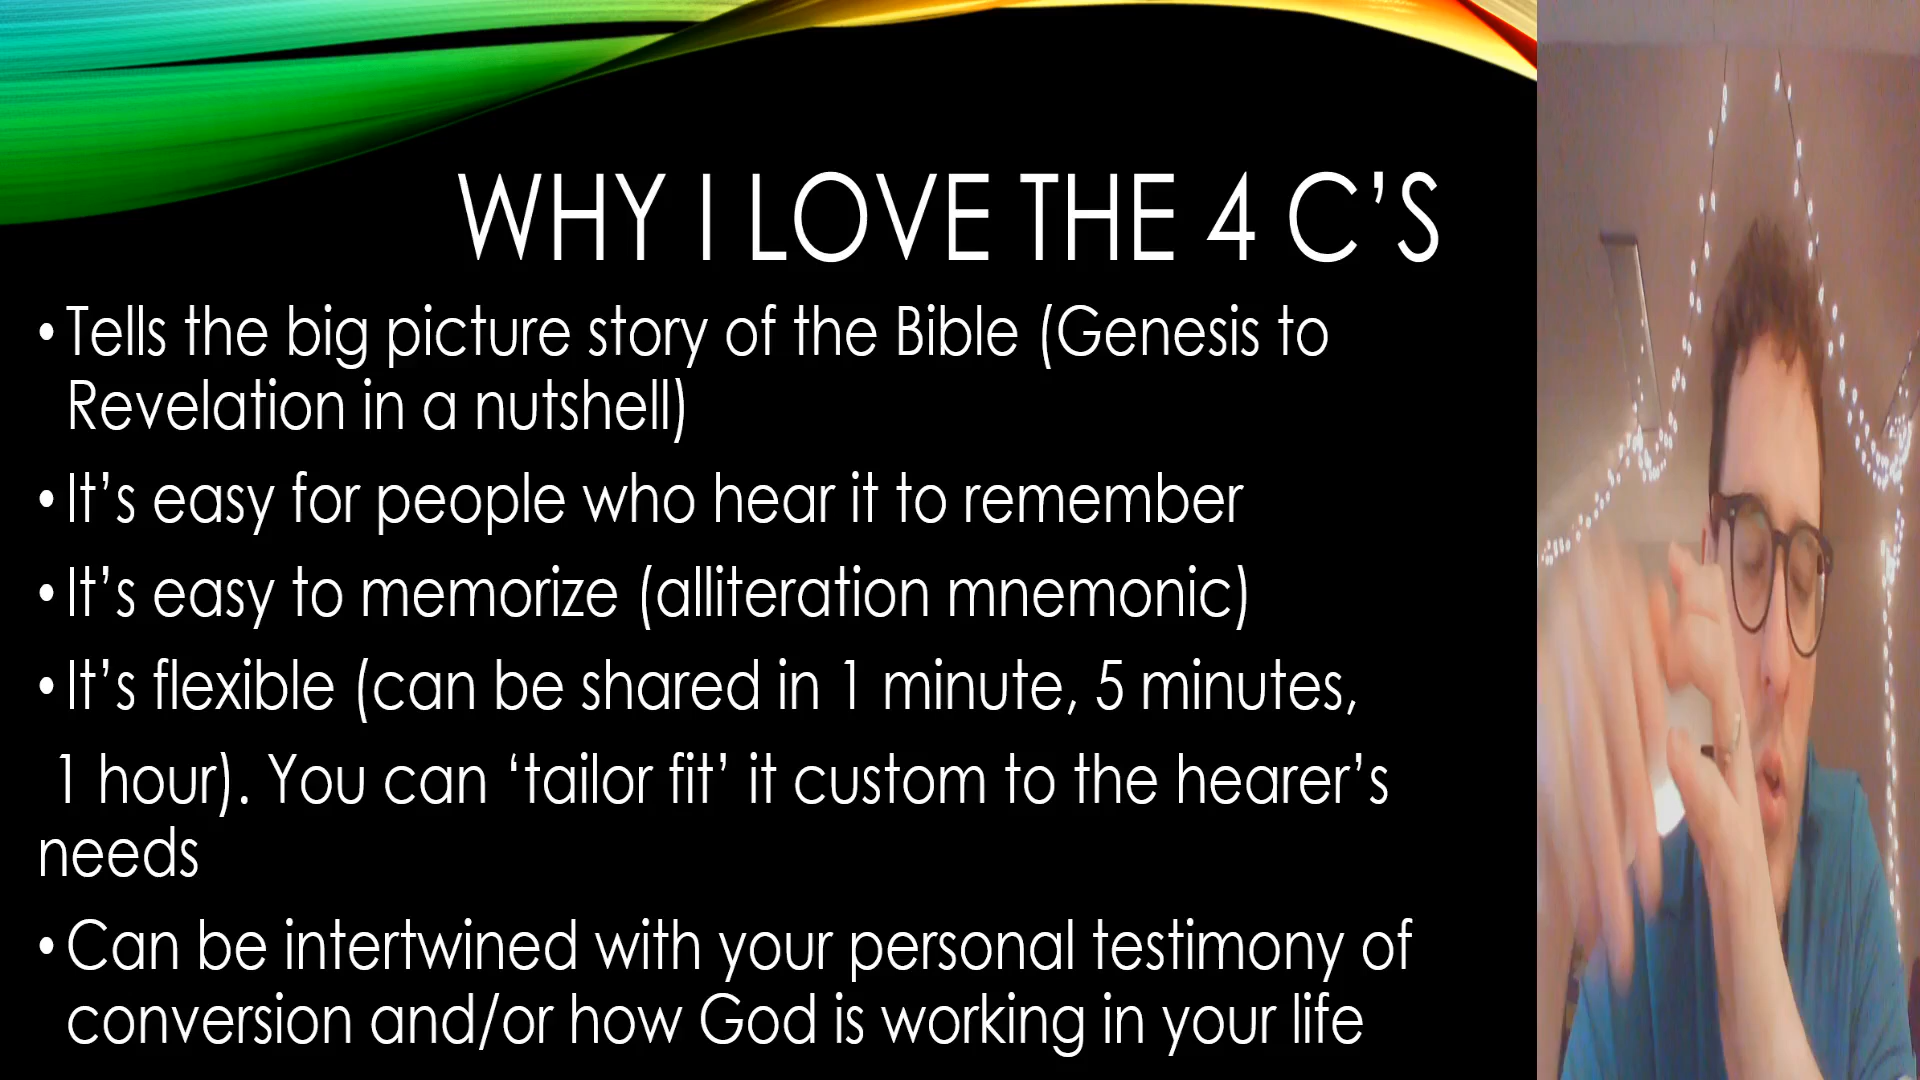 WHY I LOVE THE 4 C’S
• Tells the big picture story of the Bible (Genesis to
Revelation in a nutshell)
• It’s easy for people who hear it to remember
• It’s easy to memorize (alliteration mnemonic)
• It’s flexible (can be shared in 1 minute, 5 minutes,
1 hour). You can ‘tailor fit’ it custom to the hearer’s
needs
• Can be intertwined with your personal testimony of
conversion and/or how God is working in your life